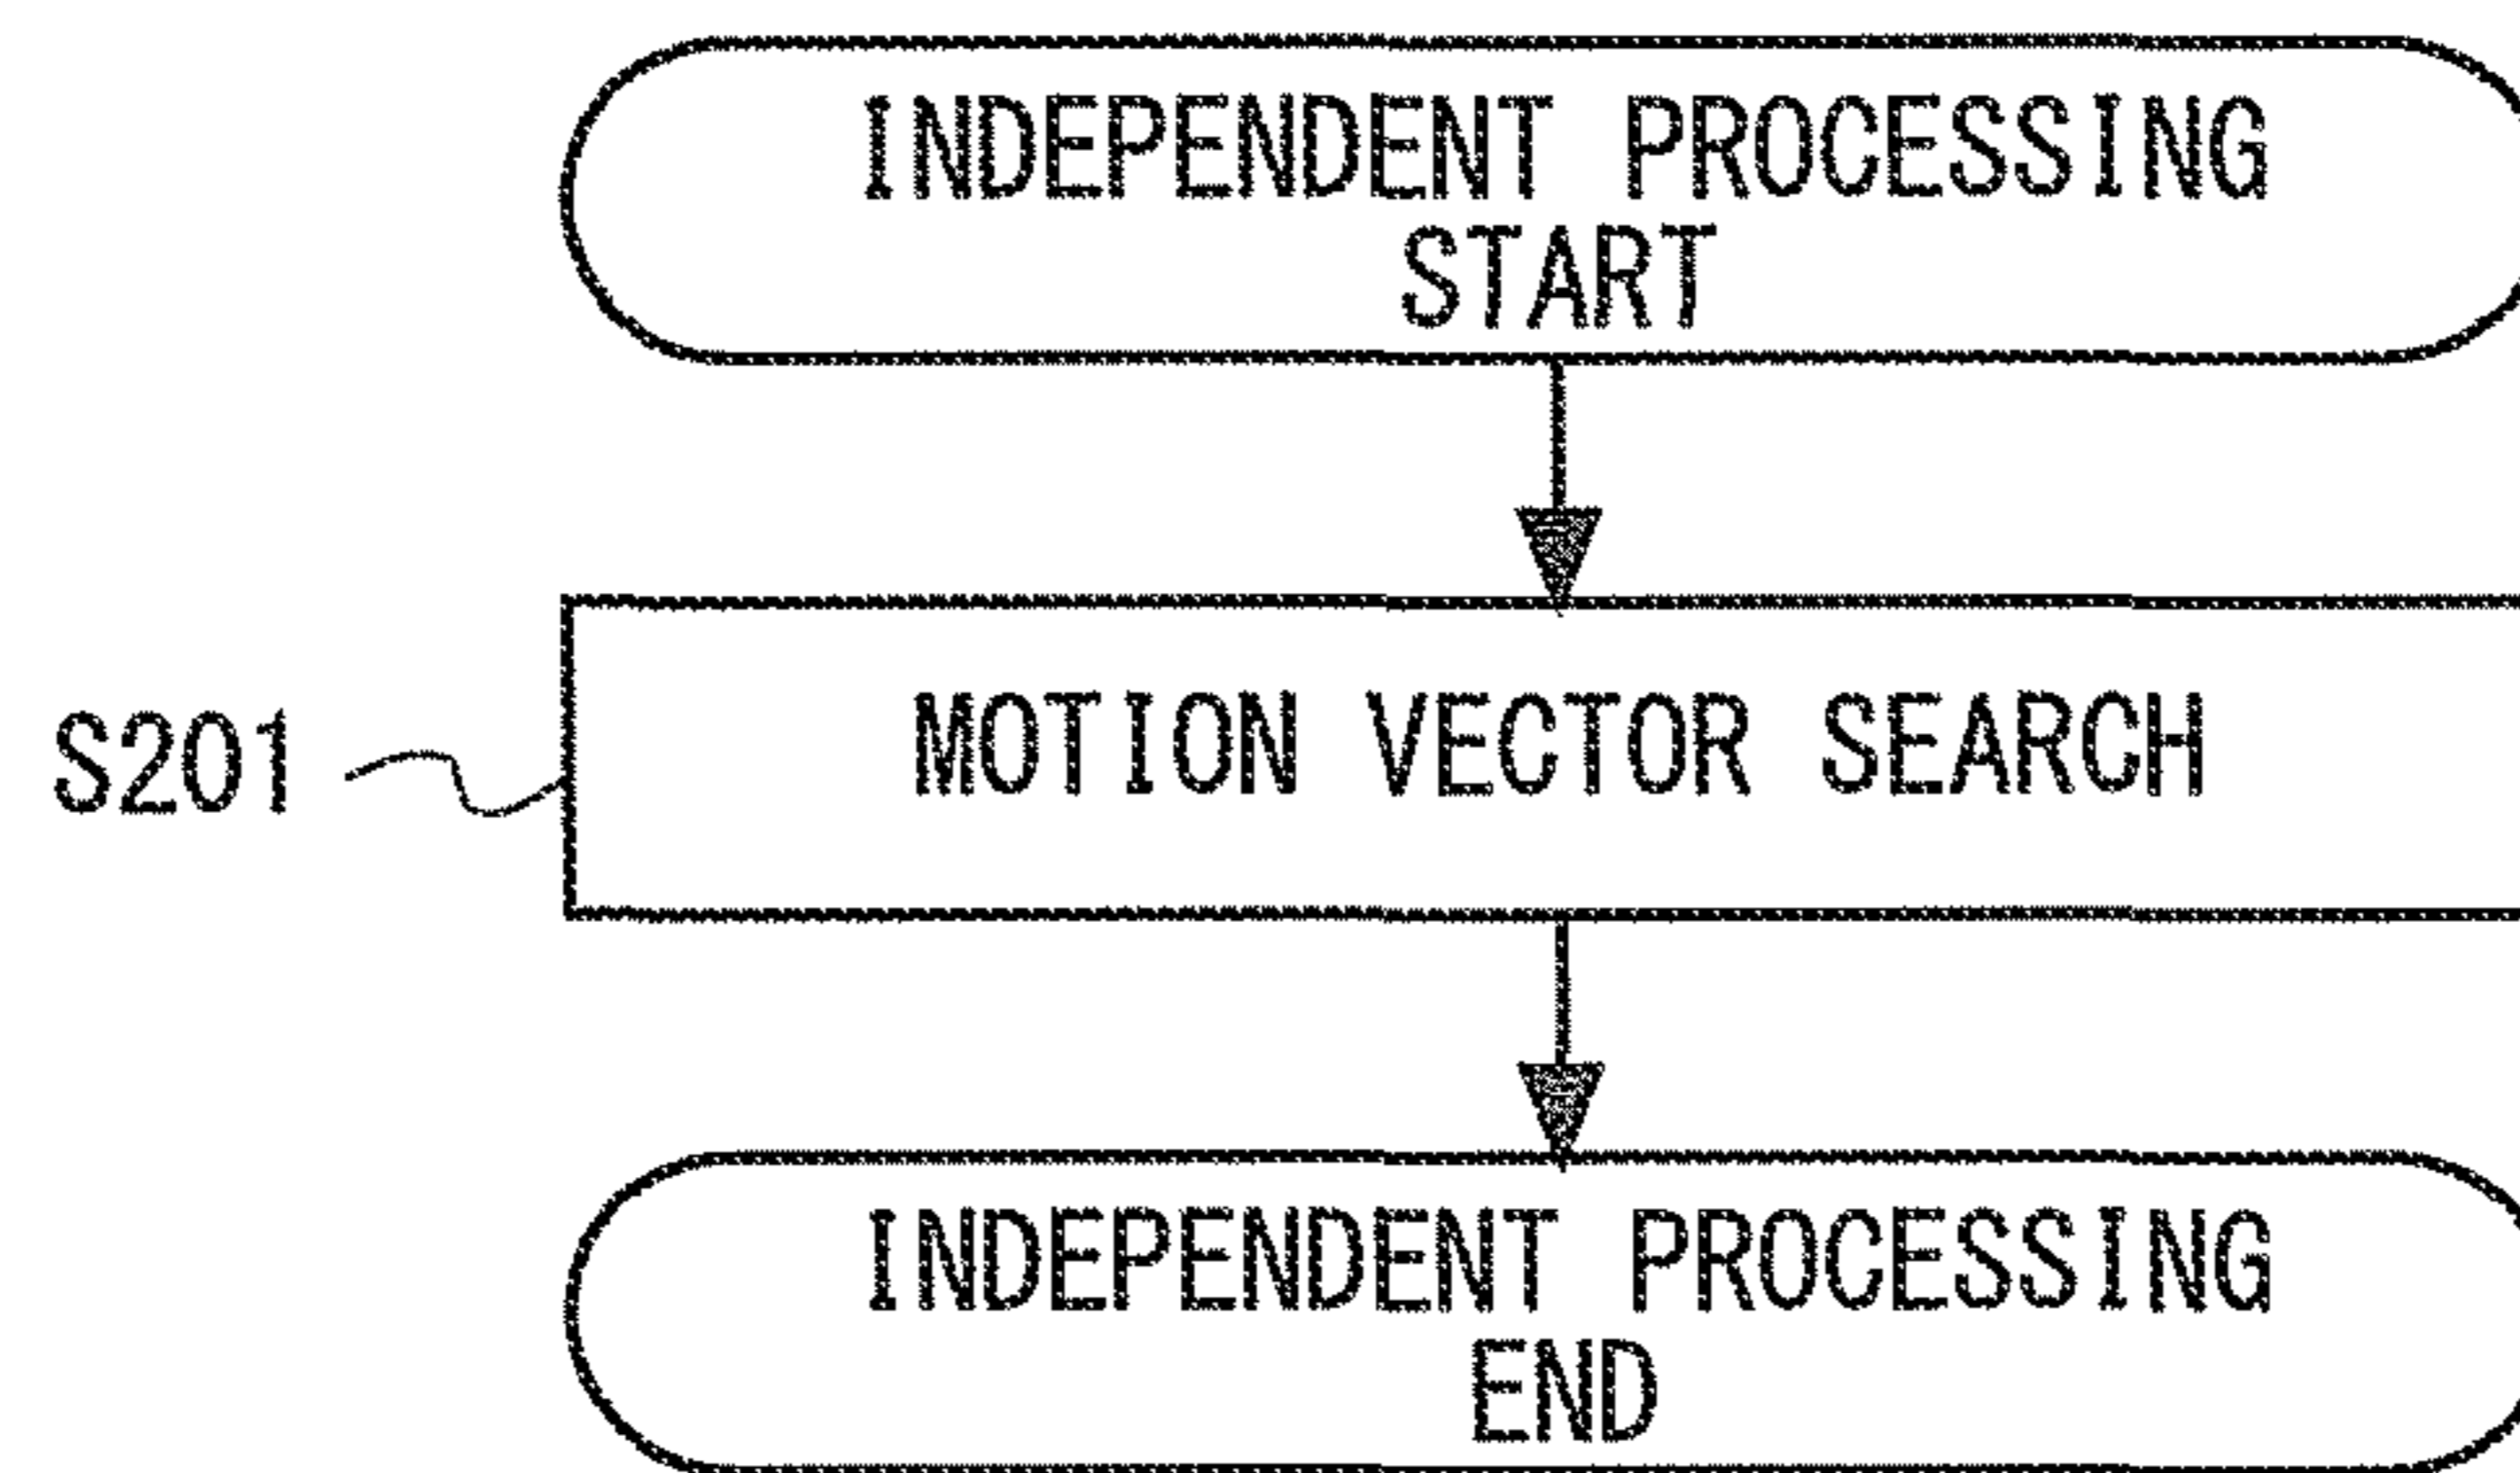 INDEPENDENT PROCESSING
START
S201
MOTION VECTOR SEARCH
INDEPENDENT PROCESSING
END